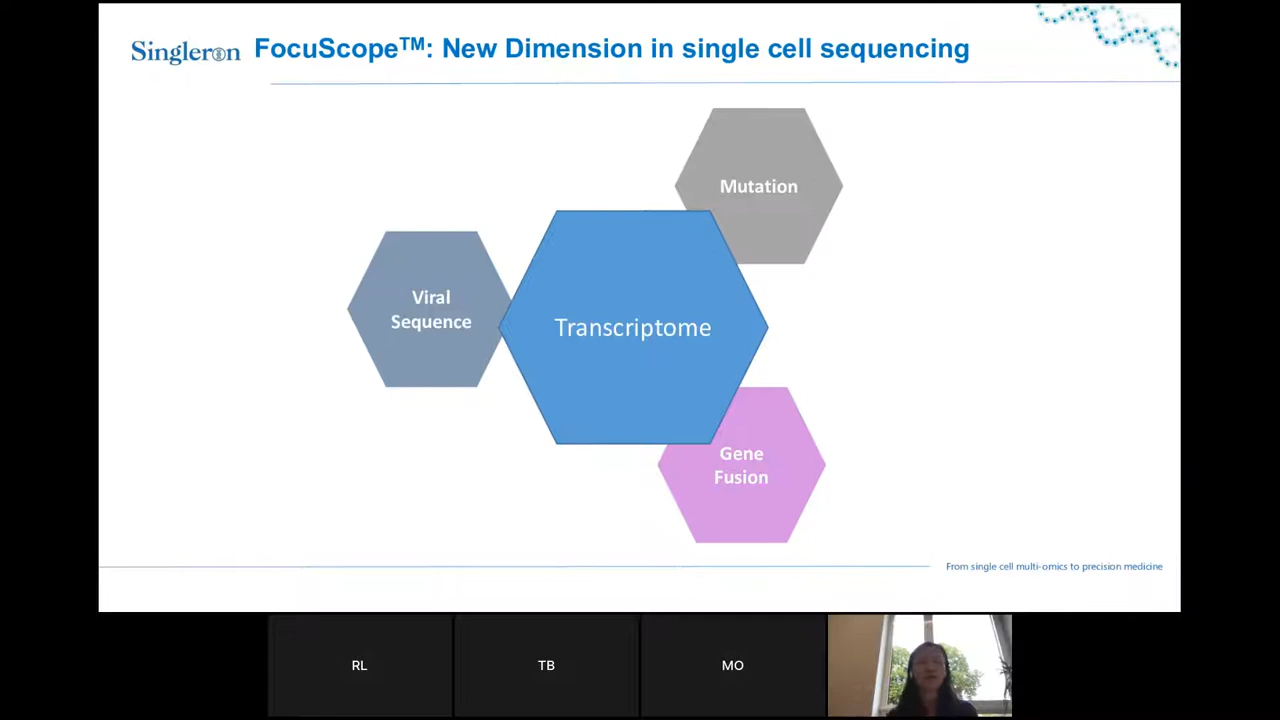 Singleron
FocuScope™: New Dimension in single cell sequencing
Mutation
Viral
Sequence
Transcriptome
Gene
Fusion
From single cell multi-omics to precision medicine
RL
TB
MO